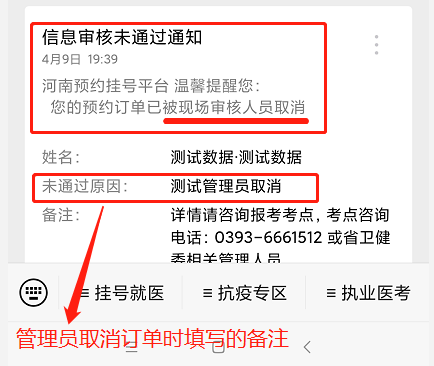 信息审核未通过通知
4月9日 19:39
河南预约挂号平台 温馨提醒您：
您的预约订单已被现场审核人员取消
姓名： 测试数据·测试数据
未通过原因： 测试管理员取消
备注： 详情请咨询报考考点，考点咨询
电话：0393-6661512 或省卫健
委相关管理人员
≡ 挂号就医 ≡ 抗疫专区 ≡ 执业医考
管理员取消订单时填写的备注